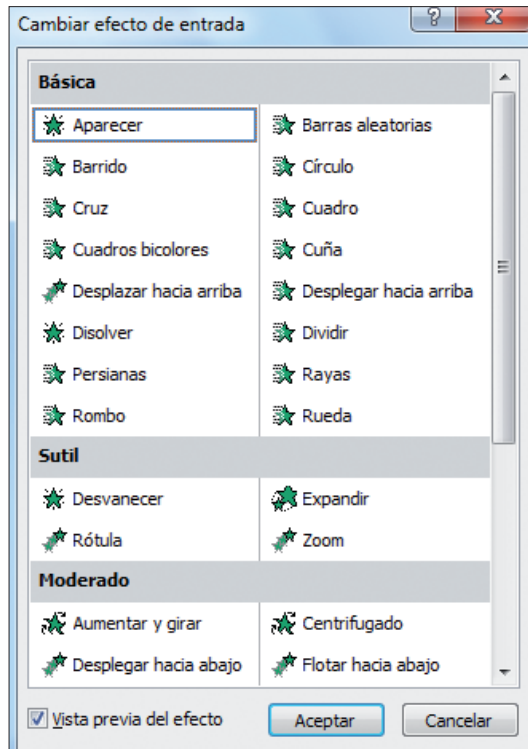 Cambiar efecto de entrada
Básica
Aparecer Barras aleatorias
Barrido Círculo
Cruz Cuadro
Cuadros bicolores Cuña
Desplazar hacia arriba Desplegar hacia arriba
Disolver Dividir
Persianas Rayas
Rombo Rueda
Sutil
Desvanecer Expandir
Rótula Zoom
Moderado
Aumentar y girar Centrifugado
Desplegar hacia abajo Flotar hacia abajo
Vista previa del efecto Aceptar Cancelar